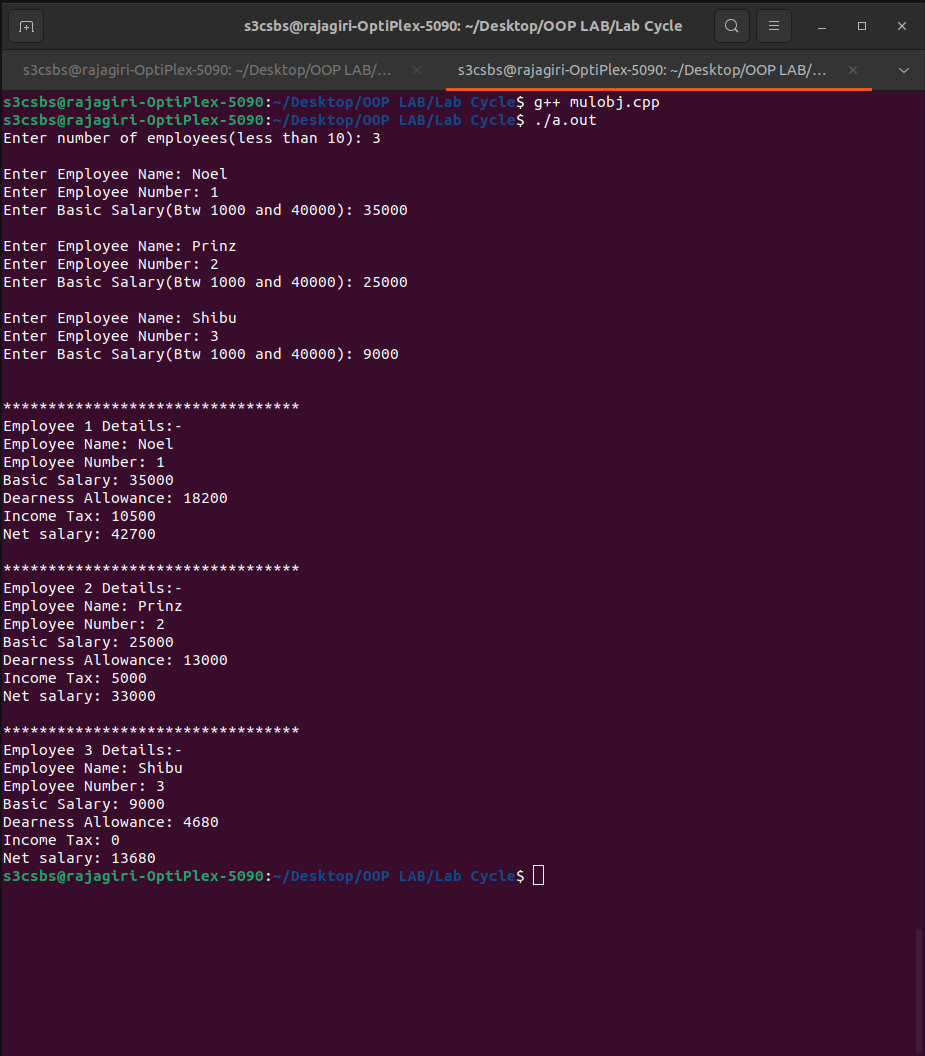 s3csbs@rajagiri-OptiPlex-5090: ~/Desktop/OOP LAB/Lab Cycle
s3csbs@rajagiri-OptiPlex-5090: ~/Desktop/OOP LAB/... × s3csbs@rajagiri-OptiPlex-5090: ~/Desktop/OOP LAB/... ×
s3csbs@rajagiri-OptiPlex-5090:~/Desktop/OOP LAB/Lab Cycle$ g++ mulobj.cpp
s3csbs@rajagiri-OptiPlex-5090:~/Desktop/OOP LAB/Lab Cycle$ ./a.out
Enter number of employees(less than 10): 3

Enter Employee Name: Noel
Enter Employee Number: 1
Enter Basic Salary(Btw 1000 and 40000): 35000

Enter Employee Name: Prinz
Enter Employee Number: 2
Enter Basic Salary(Btw 1000 and 40000): 25000

Enter Employee Name: Shibu
Enter Employee Number: 3
Enter Basic Salary(Btw 1000 and 40000): 9000


*********************************
Employee 1 Details:-
Employee Name: Noel
Employee Number: 1
Basic Salary: 35000
Dearness Allowance: 18200
Income Tax: 10500
Net salary: 42700

*********************************
Employee 2 Details:-
Employee Name: Prinz
Employee Number: 2
Basic Salary: 25000
Dearness Allowance: 13000
Income Tax: 5000
Net salary: 33000

*********************************
Employee 3 Details:-
Employee Name: Shibu
Employee Number: 3
Basic Salary: 9000
Dearness Allowance: 4680
Income Tax: 0
Net salary: 13680
s3csbs@rajagiri-OptiPlex-5090:~/Desktop/OOP LAB/Lab Cycle$